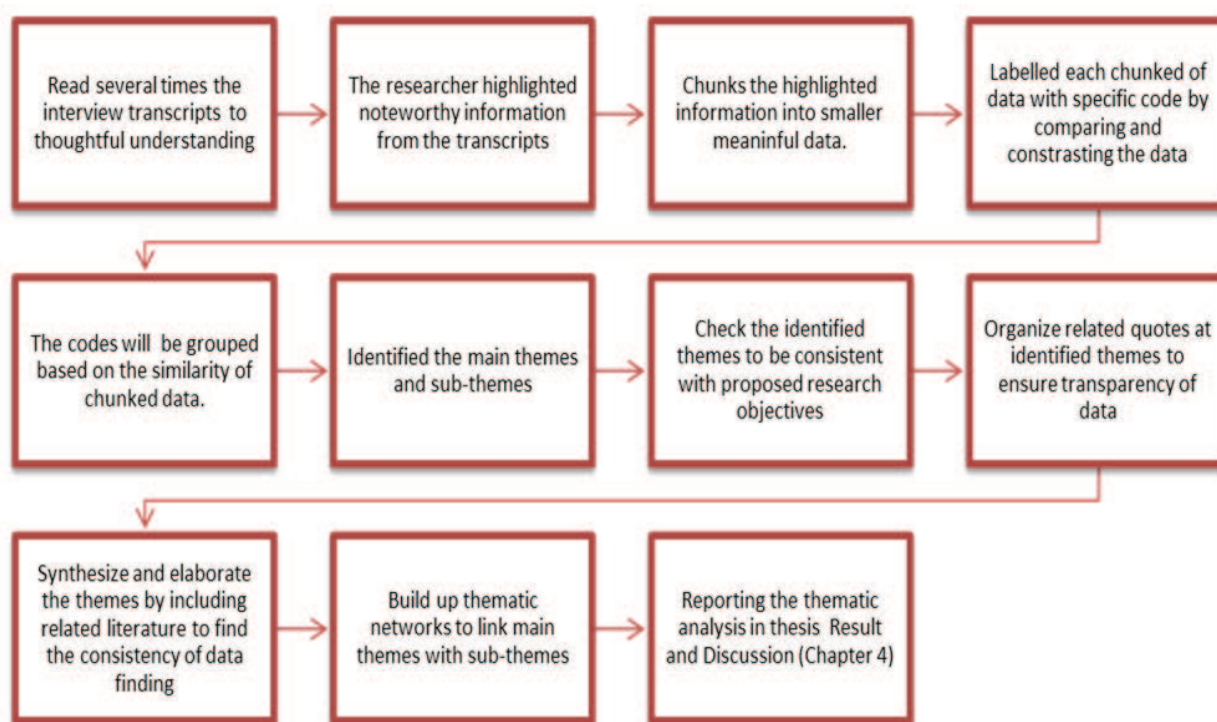 Read several times the
interview transcripts to
thoughtful understanding
The researcher highlighted
noteworthy information
from the transcripts
Chunks the highlighted
information into smaller
meaninful data.
Labelled each chunked of
data with specific code by
comparing and
constrasting the data
The codes will be grouped
based on the similarity of
chunked data.
Identified the main themes
and sub-themes
Check the identified
themes to be consistent
with proposed research
objectives
Organize related quotes at
identified themes to
ensure transparency of
data
Synthesize and elaborate
the themes by including
related literature to find
the consistency of data
finding
Build up thematic
networks to link main
themes with sub-themes
Reporting the thematic
analysis in thesis Result
and Discussion (Chapter 4)